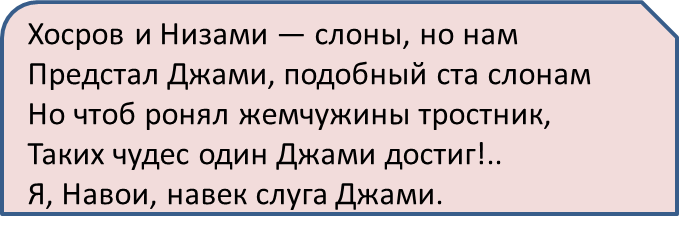 Хосров и Низами — слоны, но нам
Предстал Джами, подобный ста слонам
Но чтоб ронял жемчужины тростник,
Таких чудес один Джами достиг!..
Я, Навои, навек слуга Джами.